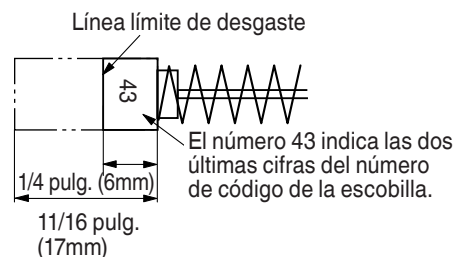 Línea límite de desgaste
43
El número 43 indica las dos
últimas cifras del número
de código de la escobilla.
1/4 pulg. (6mm)
11/16 pulg.
(17mm)